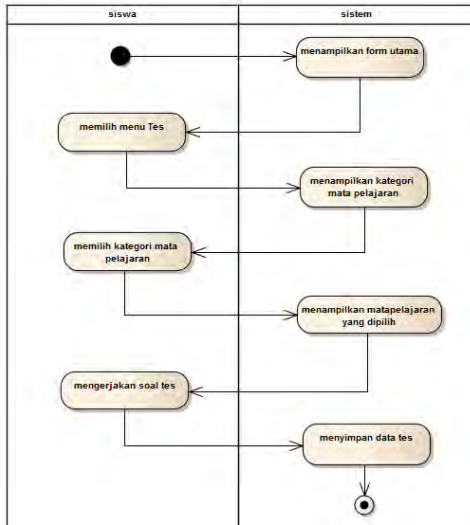 siswa
sistem
menampilkan form utama
memilih menu Tes
menampilkan kategori
mata pelajaran
memilih kategori mata
pelajaran
menampilkan matapelajaran
yang dipilih
mengerjakan soal tes
menyimpan data tes